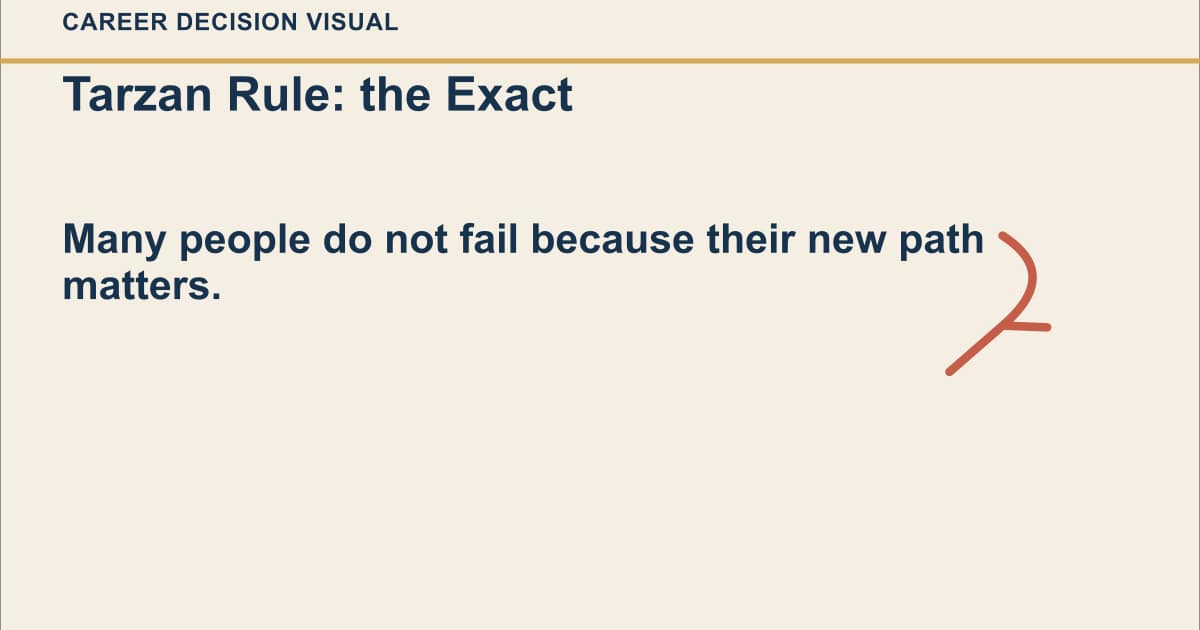 CAREER DECISION VISUAL
Tarzan Rule: the Exact
Many people do not fail because their new path
matters.